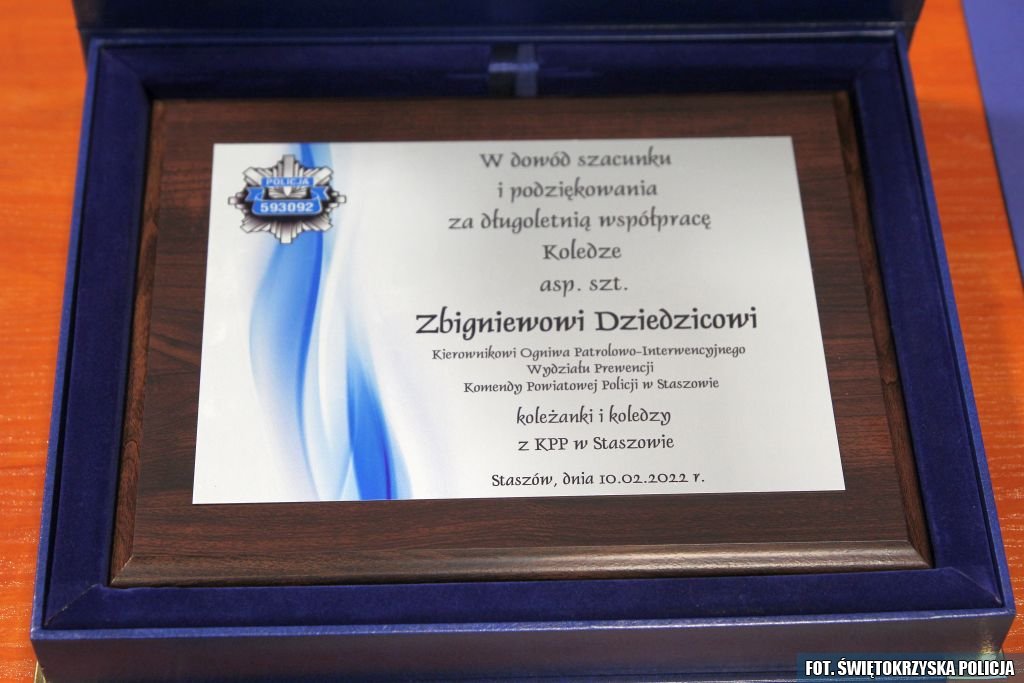 POLICJA
593092
W dowód szacunku
i podziękowania
za długoletnią współpracę
Koledze
asp. szt.
Zbigniewowi Dziedzicowi
Kierownikowi Ogniwa Patrolowo-Interwencyjnego
Wydziału Prewencji
Komendy Powiatowej Policji w Staszowie
koleżanki i koledzy
z KPP w Staszowie
Staszów, dnia 10.02.2022 r.
FOT. ŚWIĘTOKRZYSKA POLICJA